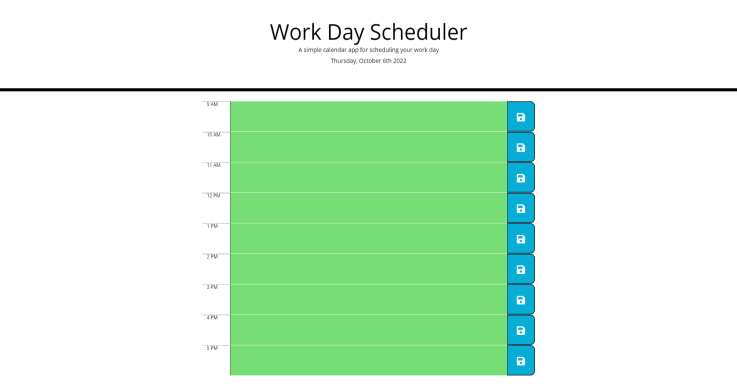 Work Day Scheduler
A simple calendar app for scheduling your work day
Thursday, October 6th 2022
9 AM
10 AM
11 AM
12 PM
1 PM
2 PM
3 PM
4 PM
5 PM